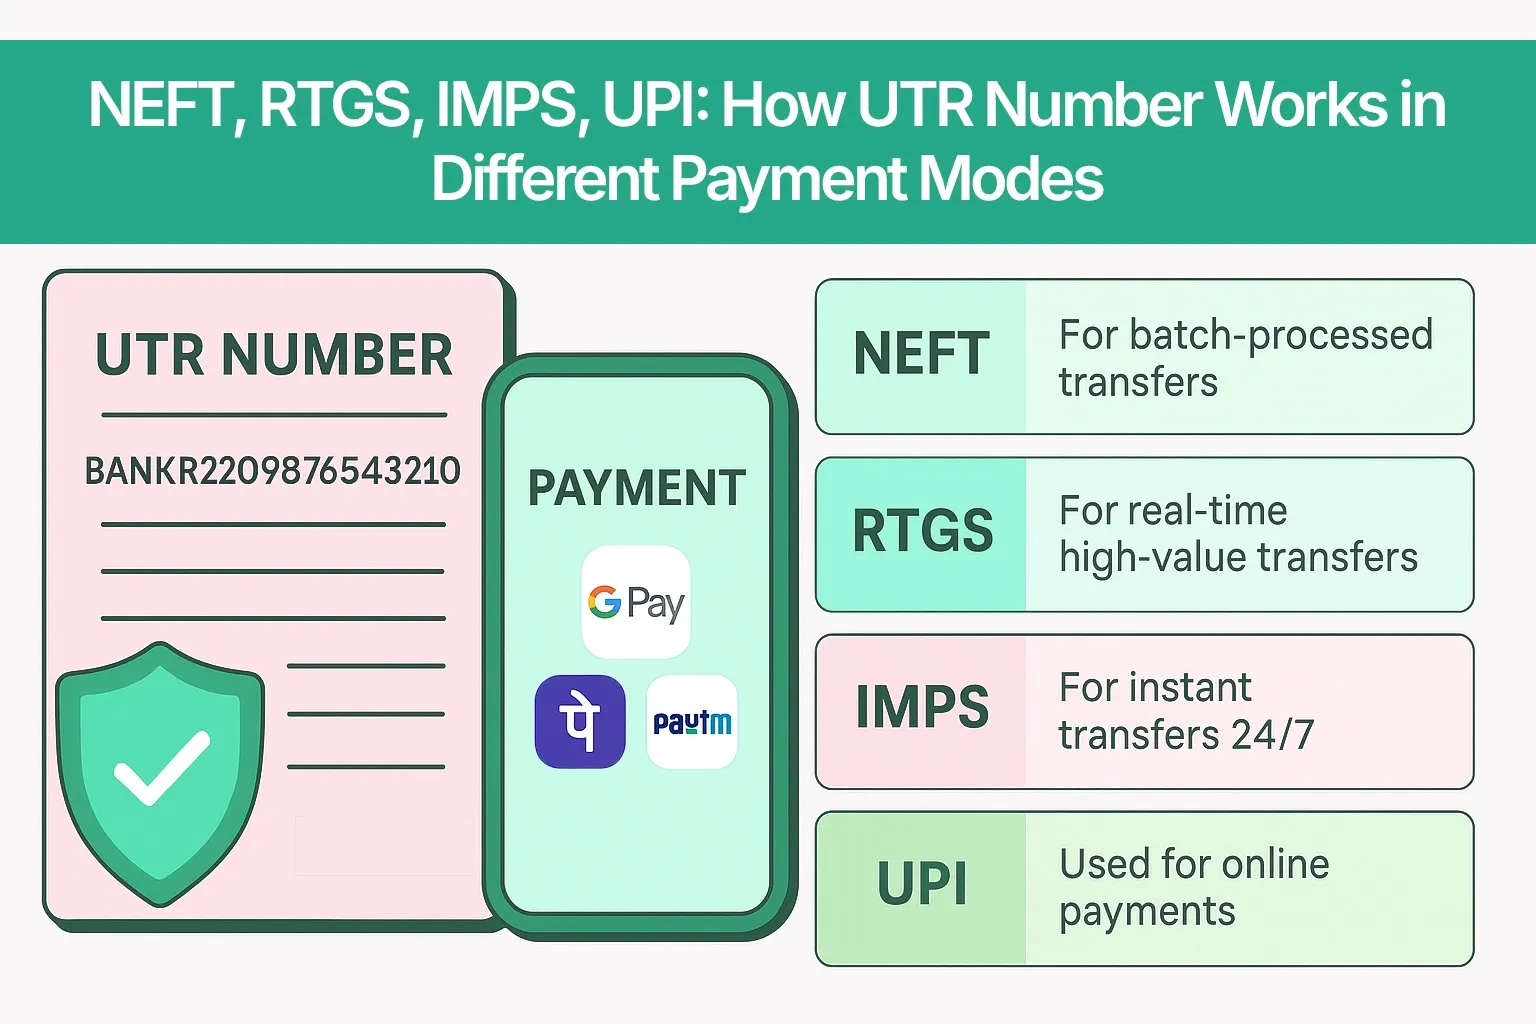 NEFT, RTGS, IMPS, UPI: How UTR Number Works in
Different Payment Modes
UTR NUMBER
BANKR2209876543210
PAYMENT
G Pay
पे
paytm
NEFT
For batch-processed
transfers
RTGS
For real-time
high-value transfers
IMPS
For instant
transfers 24/7
UPI
Used for online
payments